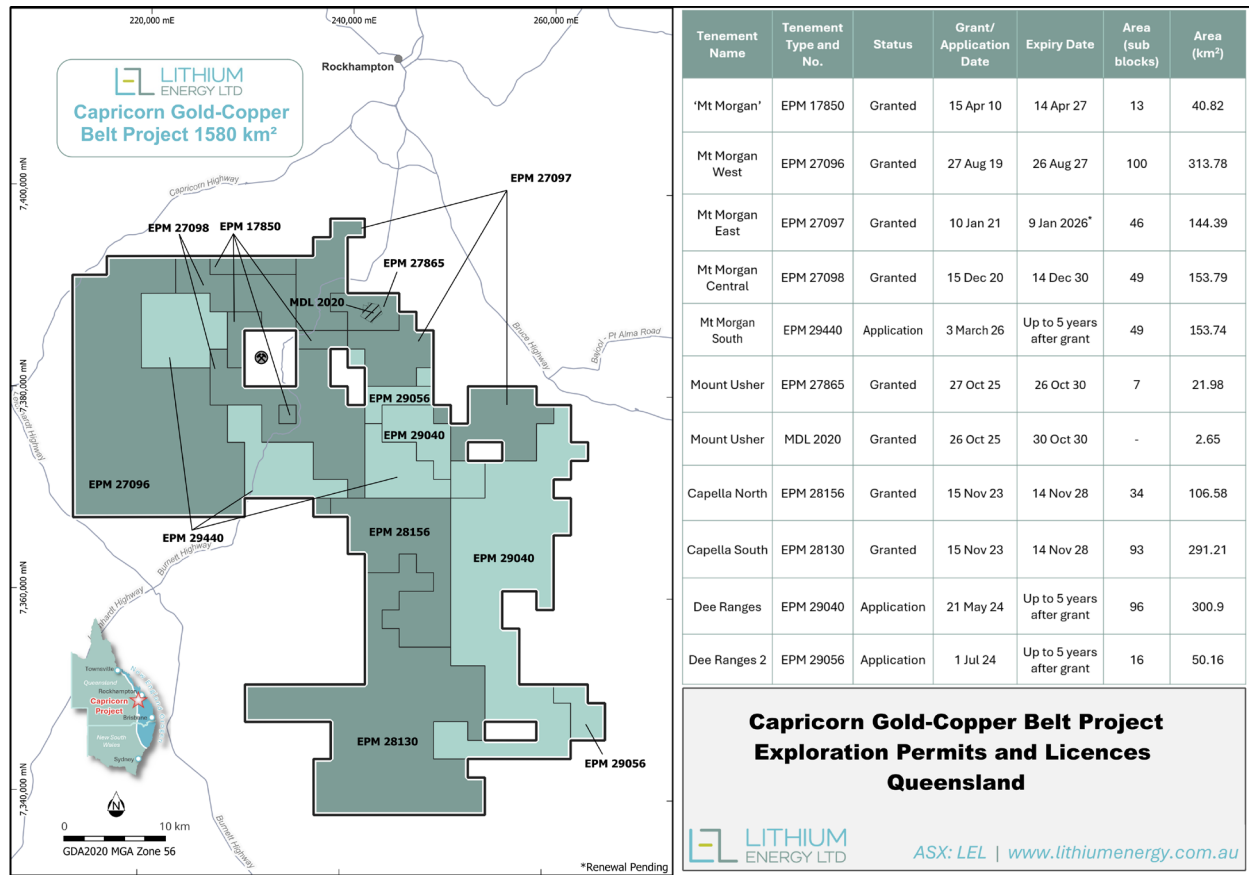 220,000 mE
240,000 mE
260,000 mE
7,400,000 mN
7,380,000 mN
7,360,000 mN
7,340,000 mN
LITHIUM
ENERGY LTD
Capricorn Gold-Copper
Belt Project 1580 km²
Rockhampton
Capricorn Highway
EPM 27097
EPM 27098
EPM 17850
EPM 27865
MDL 2020
Bruce Highway
Bajool - Pt Alma Road
Leichhardt Highway
EPM 29056
EPM 29040
EPM 27096
EPM 29440
EPM 28156
EPM 29040
Burnett Highway
Leichhardt Highway
EPM 28130
EPM 29056
Townsville
Queensland
Rockhampton
Capricorn
Project
Brisbane
New South
Wales
Sydney
N
0 10 km
GDA2020 MGA Zone 56
Burnett Highway
*Renewal Pending
Tenement Name Tenement Type and No. Status Grant/ Application Date Expiry Date Area (sub blocks) Area (km²)
'Mt Morgan' EPM 17850 Granted 15 Apr 10 14 Apr 27 13 40.82
Mt Morgan West EPM 27096 Granted 27 Aug 19 26 Aug 27 100 313.78
Mt Morgan East EPM 27097 Granted 10 Jan 21 9 Jan 2026* 46 144.39
Mt Morgan Central EPM 27098 Granted 15 Dec 20 14 Dec 30 49 153.79
Mt Morgan South EPM 29440 Application 3 March 26 Up to 5 years after grant 49 153.74
Mount Usher EPM 27865 Granted 27 Oct 25 26 Oct 30 7 21.98
Mount Usher MDL 2020 Granted 26 Oct 25 30 Oct 30 - 2.65
Capella North EPM 28156 Granted 15 Nov 23 14 Nov 28 34 106.58
Capella South EPM 28130 Granted 15 Nov 23 14 Nov 28 93 291.21
Dee Ranges EPM 29040 Application 21 May 24 Up to 5 years after grant 96 300.9
Dee Ranges 2 EPM 29056 Application 1 Jul 24 Up to 5 years after grant 16 50.16
Capricorn Gold-Copper Belt Project
Exploration Permits and Licences
Queensland
LITHIUM
ENERGY LTD
ASX: LEL | www.lithiumenergy.com.au